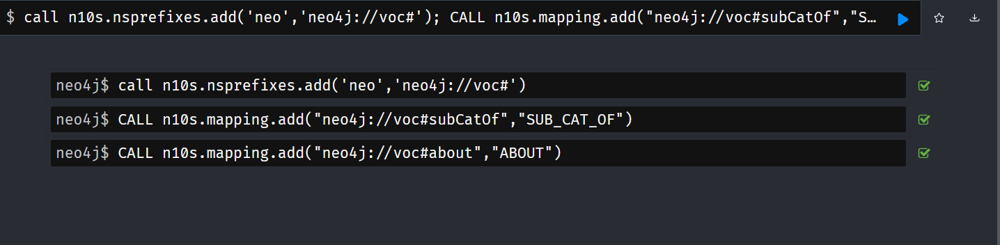 $ call n10s.nsprefixes.add('neo','neo4j://voc#'); CALL n10s.mapping.add("neo4j://voc#subCatOf","S…
neo4j$ call n10s.nsprefixes.add('neo','neo4j://voc#')
neo4j$ CALL n10s.mapping.add("neo4j://voc#subCatOf","SUB_CAT_OF")
neo4j$ CALL n10s.mapping.add("neo4j://voc#about","ABOUT")